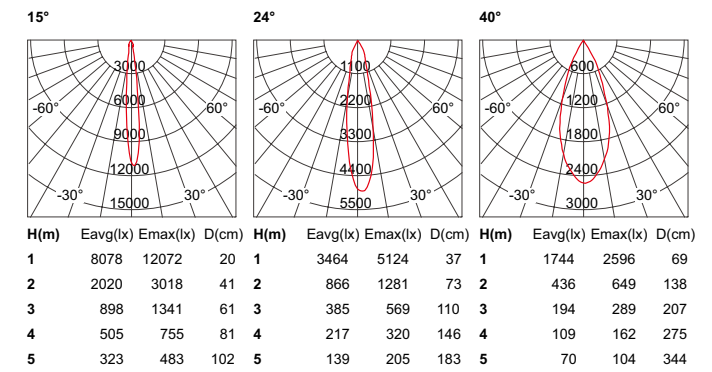 15° 24° 40°
3000 1100 600
6000 2200 1200
-60° 60° -60° 60° -60° 60°
9000 3300 1800
12000 4400 2400
-30° 30° -30° 30° -30° 30°
15000 5500 3000
H(m) Eavg(lx) Emax(lx) D(cm) H(m) Eavg(lx) Emax(lx) D(cm) H(m) Eavg(lx) Emax(lx) D(cm)
1 8078 12072 20 1 3464 5124 37 1 1744 2596 69
2 2020 3018 41 2 866 1281 73 2 436 649 138
3 898 1341 61 3 385 569 110 3 194 289 207
4 505 755 81 4 217 320 146 4 109 162 275
5 323 483 102 5 139 205 183 5 70 104 344